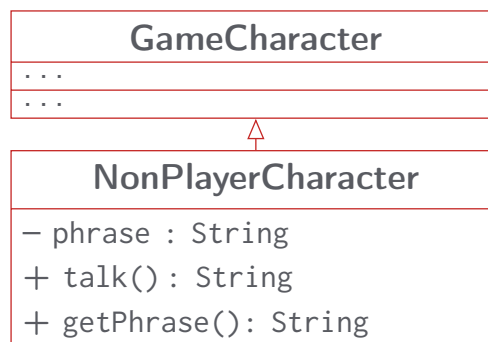 GameCharacter
...
...
NonPlayerCharacter
− phrase : String
+ talk() : String
+ getPhrase(): String